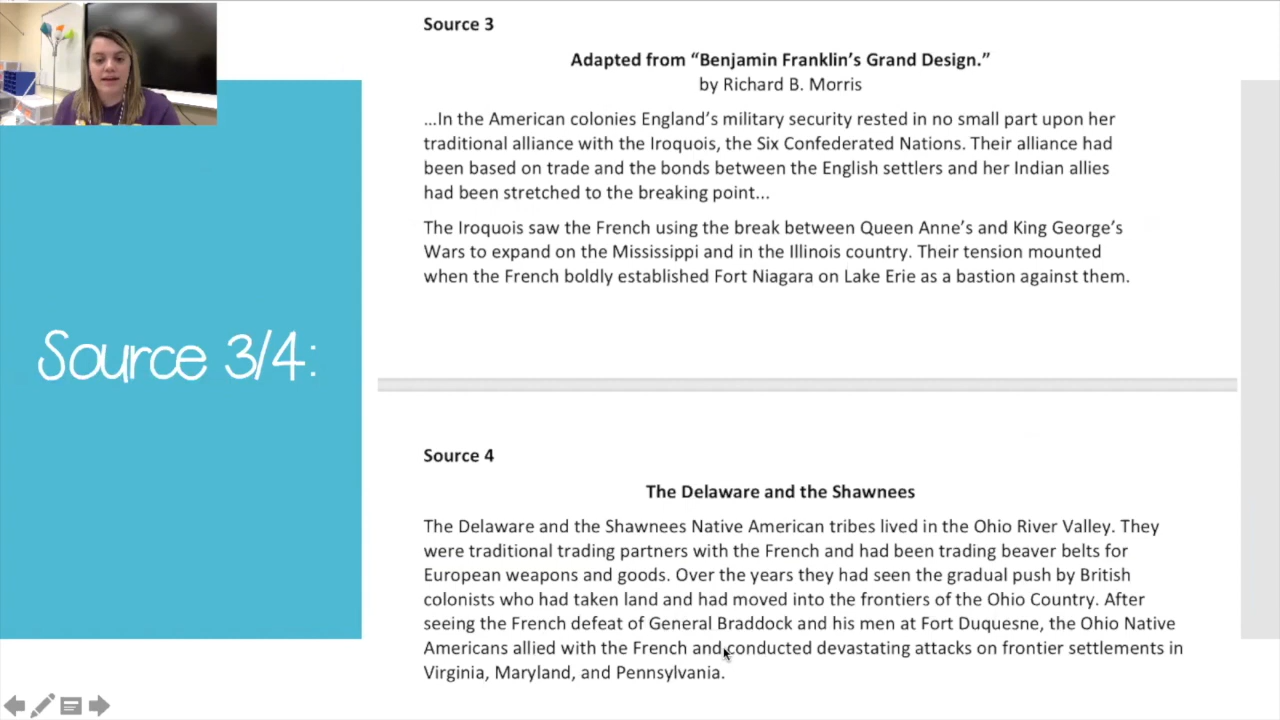 Source 3/4:
Source 3
Adapted from “Benjamin Franklin’s Grand Design.”
by Richard B. Morris
...In the American colonies England’s military security rested in no small part upon her
traditional alliance with the Iroquois, the Six Confederated Nations. Their alliance had
been based on trade and the bonds between the English settlers and her Indian allies
had been stretched to the breaking point...
The Iroquois saw the French using the break between Queen Anne’s and King George’s
Wars to expand on the Mississippi and in the Illinois country. Their tension mounted
when the French boldly established Fort Niagara on Lake Erie as a bastion against them.
Source 4
The Delaware and the Shawnees
The Delaware and the Shawnees Native American tribes lived in the Ohio River Valley. They
were traditional trading partners with the French and had been trading beaver belts for
European weapons and goods. Over the years they had seen the gradual push by British
colonists who had taken land and had moved into the frontiers of the Ohio Country. After
seeing the French defeat of General Braddock and his men at Fort Duquesne, the Ohio Native
Americans allied with the French and conducted devastating attacks on frontier settlements in
Virginia, Maryland, and Pennsylvania.